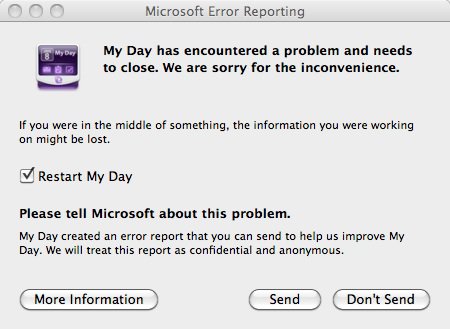 Microsoft Error Reporting
My Day
8
My Day has encountered a problem and needs
to close. We are sorry for the inconvenience.
If you were in the middle of something, the information you were working
on might be lost.
Restart My Day
Please tell Microsoft about this problem.
My Day created an error report that you can send to help us improve My
Day. We will treat this report as confidential and anonymous.
More Information
Send
Don't Send